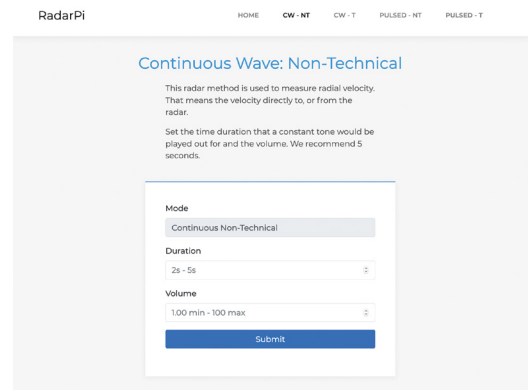 RadarPi
HOME CW - NT CW - T PULSED - NT PULSED - T
Continuous Wave: Non-Technical
This radar method is used to measure radial velocity.
That means the velocity directly to, or from the
radar.
Set the time duration that a constant tone would be
played out for and the volume. We recommend 5
seconds.
Mode
Continuous Non-Technical
Duration
2s - 5s
Volume
1.00 min - 100 max
Submit